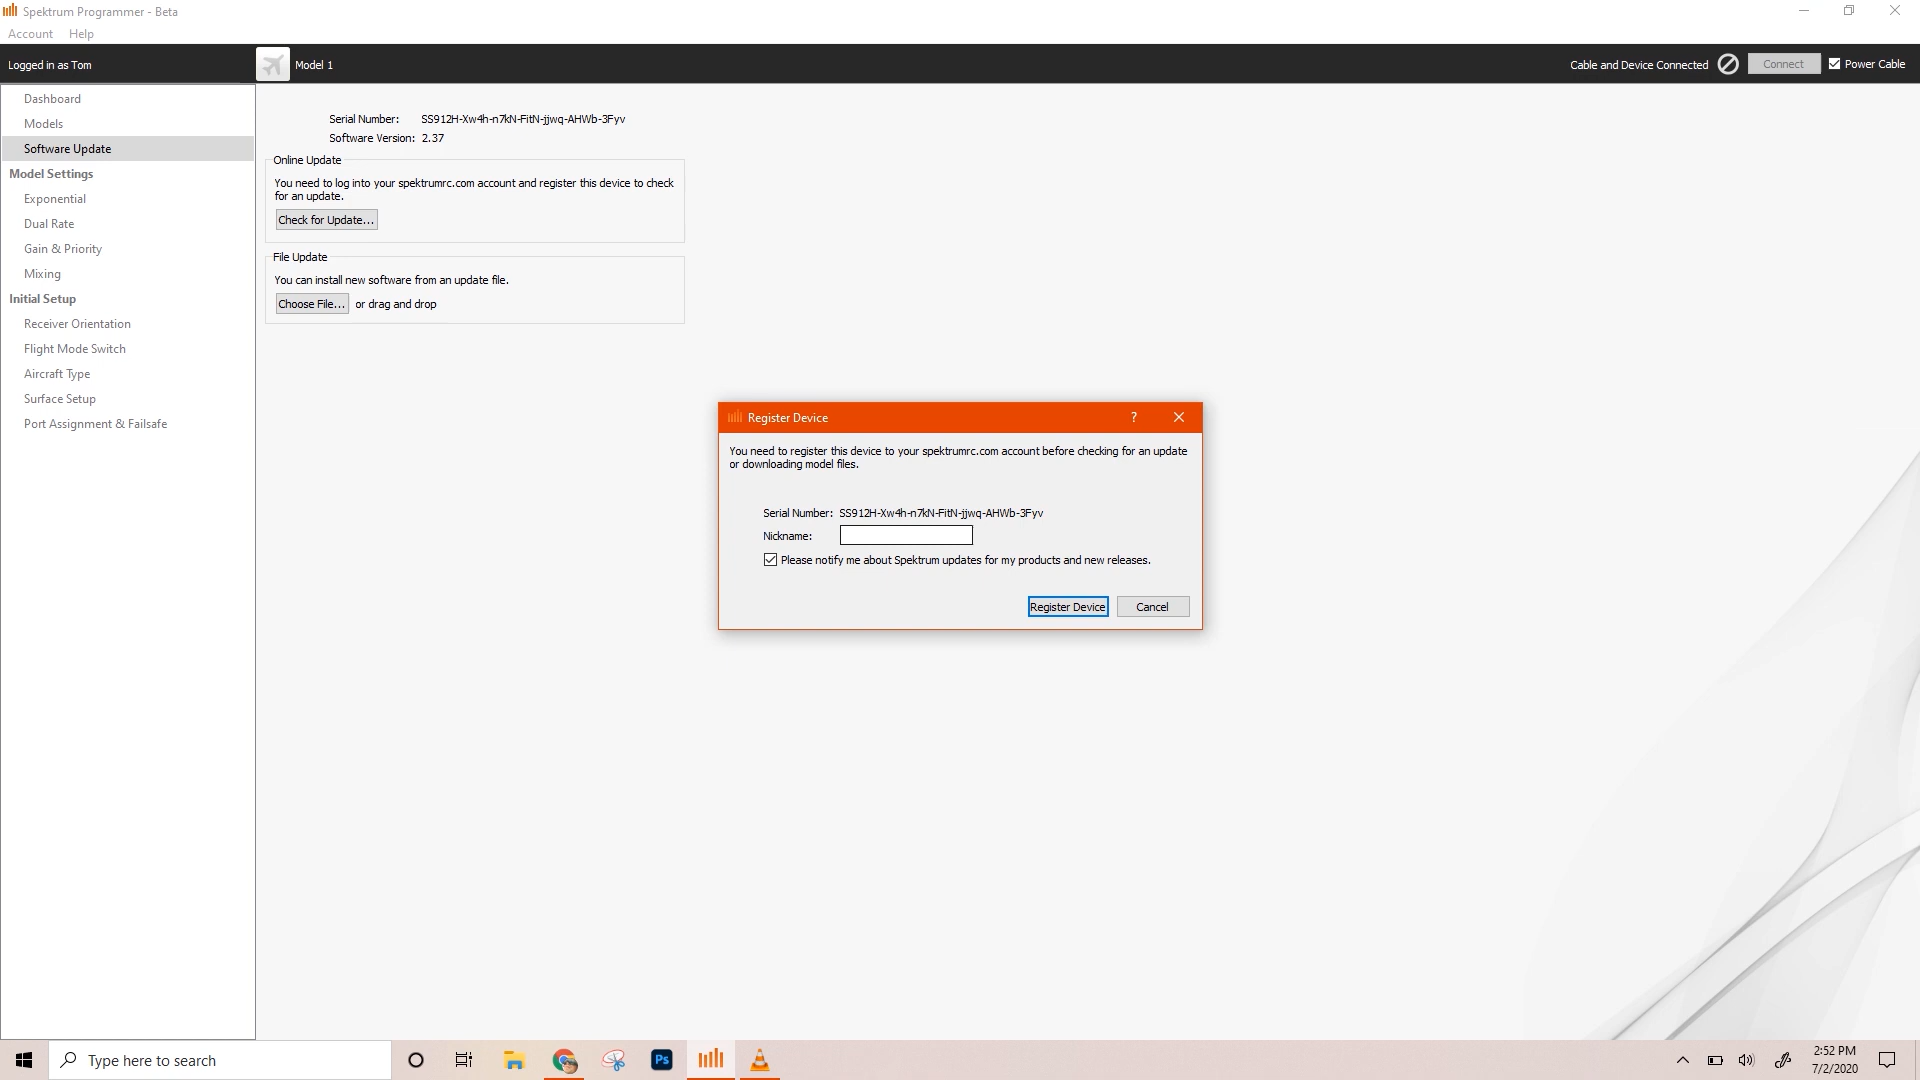 Spektrum Programmer - Beta
Account Help
Logged in as Tom
Model 1
Cable and Device Connected
Connect
Power Cable
Dashboard
Models
Software Update
Model Settings
Exponential
Dual Rate
Gain & Priority
Mixing
Initial Setup
Receiver Orientation
Flight Mode Switch
Aircraft Type
Surface Setup
Port Assignment & Failsafe
Serial Number: SS912H-Xw4h-n7kN-FitN-jjwq-AHWb-3Fyv
Software Version: 2.37
Online Update
You need to log into your spektrumrc.com account and register this device to check
for an update.
Check for Update...
File Update
You can install new software from an update file.
Choose File... or drag and drop
Register Device
?
You need to register this device to your spektrumrc.com account before checking for an update
or downloading model files.
Serial Number: SS912H-Xw4h-n7kN-FitN-jjwq-AHWb-3Fyv
Nickname:
Please notify me about Spektrum updates for my products and new releases.
Register Device Cancel
Type here to search
Ps
2:52 PM
7/2/2020